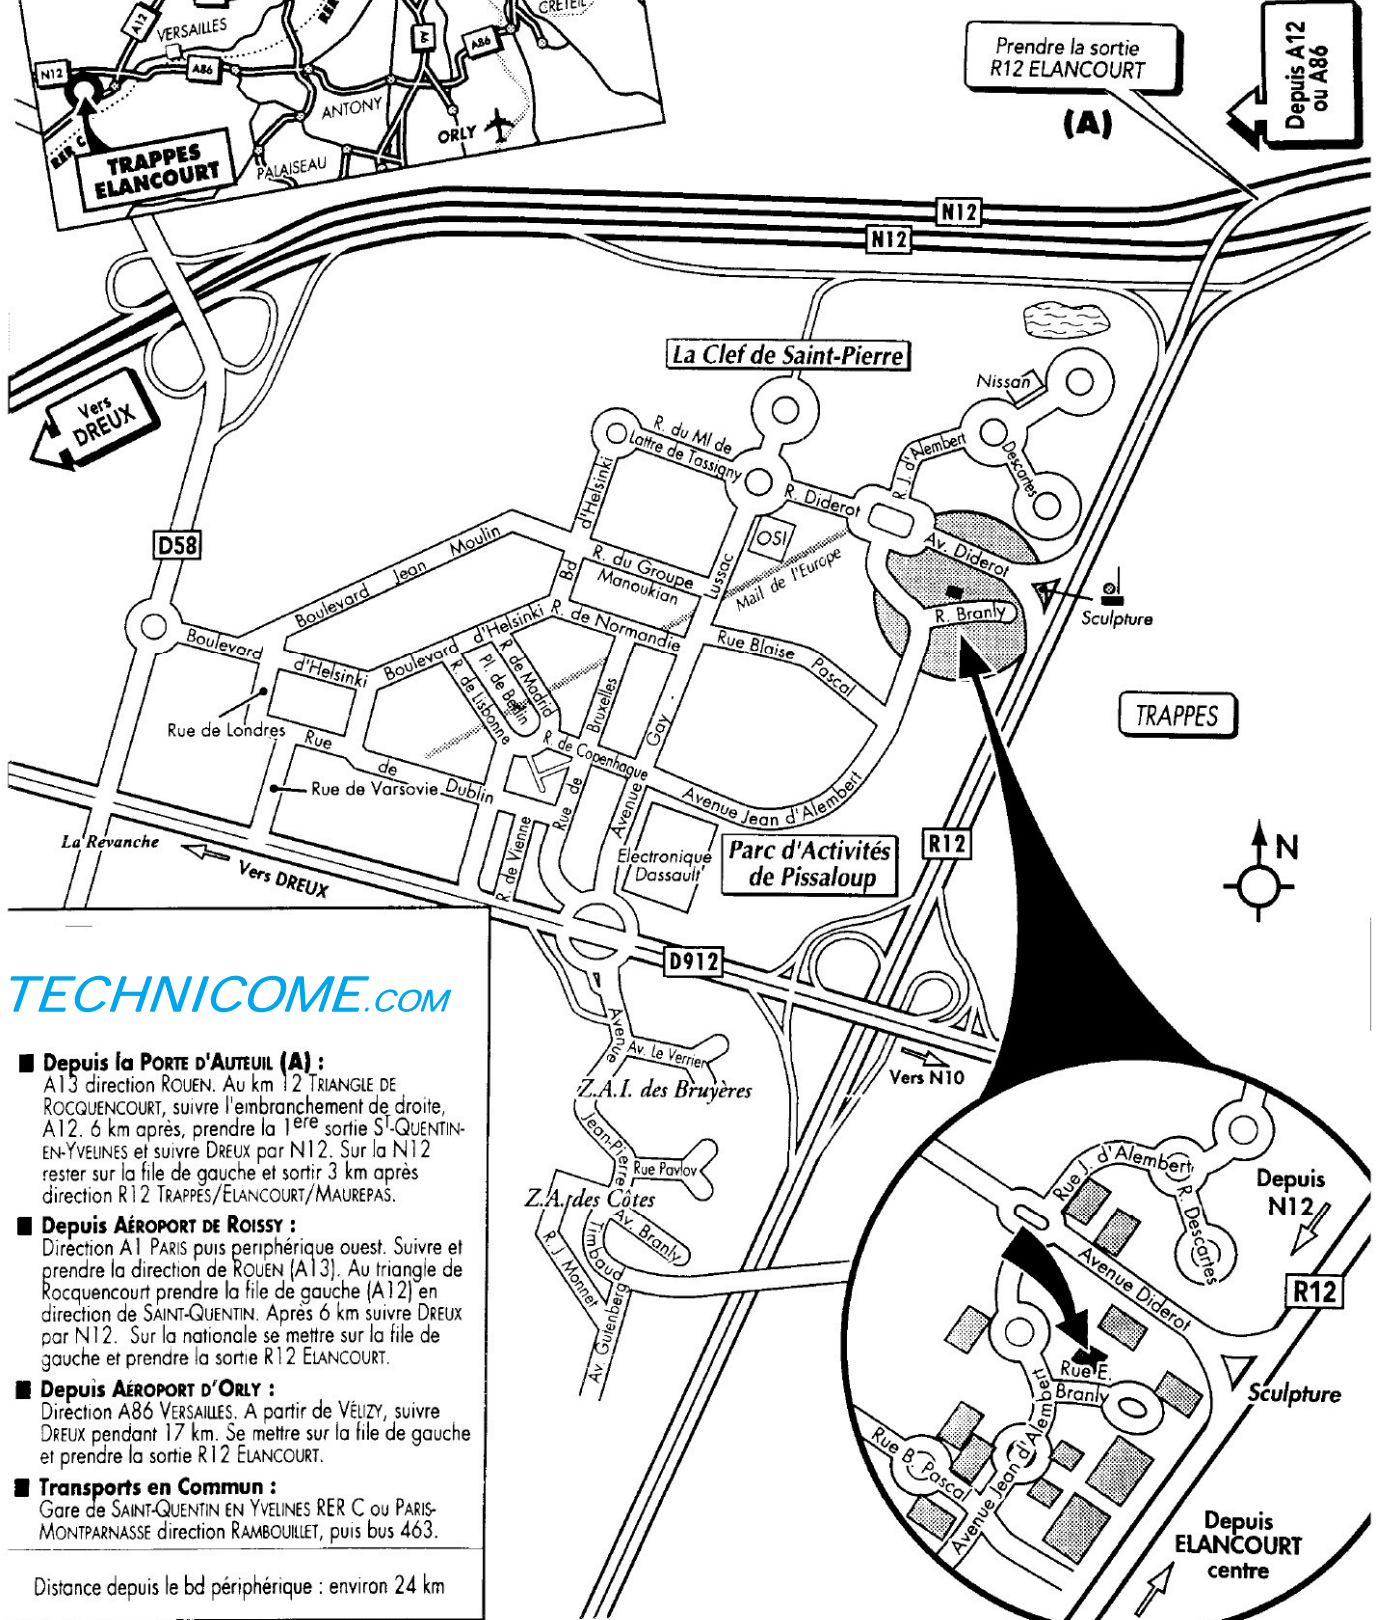 CRETEIL
A12
VERSAILLES
RER
A6
A86
N12
A86
ANTONY
ORLY
RER C
TRAPPES
ELANCOURT
PALAISEAU
Prendre la sortie
R12 ELANCOURT
(A)
Depuis A12
ou A86
N12
N12
Vers
DREUX
La Clef de Saint-Pierre
Nissan
R. du Ml de
Lattre de Tassigny
R. J. d'Alembert
Descartes
R. Diderot
d'Helsinki
Bd
OSI
Av. Diderot
D58
Boulevard Jean Moulin
R. du Groupe
Manoukian
Lussac
Mail de l'Europe
R. Branly
Sculpture
Boulevard
d'Helsinki
Boulevard
d'Helsinki
R. de Normandie
Rue Blaise
Pascal
R. de Madrid
Pl. de Berlin
R. de Lisbonne
Bruxelles
Gay
TRAPPES
Rue de Londres
Rue
de
Dublin
Rue de Varsovie
R. de Copenhague
Rue de
Avenue
Avenue Jean d'Alembert
R. de Vienne
Electronique
Dassault
Parc d'Activités
de Pissaloup
R12
N
La Revanche
Vers DREUX
D912
Vers N10
Avenue
Av. Le Verrier
Z.A.I. des Bruyères
Jean-Pierre
Rue Pavlov
Z.A. des Côtes
Timbaud
Av. Branly
R. J. Monnet
Av. Gutenberg
TECHNICOME.COM
Depuis la PORTE D'AUTEUIL (A) :
A13 direction ROUEN. Au km 12 TRIANGLE DE
ROCQUENCOURT, suivre l'embranchement de droite,
A12. 6 km après, prendre la 1ere sortie ST-QUENTIN-
EN-YVELINES et suivre DREUX par N12. Sur la N12
rester sur la file de gauche et sortir 3 km après
direction R12 TRAPPES/ELANCOURT/MAUREPAS.
Depuis AÉROPORT DE ROISSY :
Direction A1 PARIS puis periphérique ouest. Suivre et
prendre la direction de ROUEN (A13). Au triangle de
Rocquencourt prendre la file de gauche (A12) en
direction de SAINT-QUENTIN. Après 6 km suivre DREUX
par N12. Sur la nationale se mettre sur la file de
gauche et prendre la sortie R12 ELANCOURT.
Depuis AÉROPORT D'ORLY :
Direction A86 VERSAILLES. A partir de VÉLIZY, suivre
DREUX pendant 17 km. Se mettre sur la file de gauche
et prendre la sortie R12 ELANCOURT.
Transports en Commun :
Gare de SAINT-QUENTIN EN YVELINES RER C ou PARIS-
MONTPARNASSE direction RAMBOUILLET, puis bus 463.
Distance depuis le bd périphérique : environ 24 km
Rue J. d'Alembert
R. Descartes
Depuis
N12
Avenue Diderot
R12
Rue E.
Branly
Sculpture
Rue B. Pascal
Avenue Jean d'Alembert
Depuis
ELANCOURT
centre